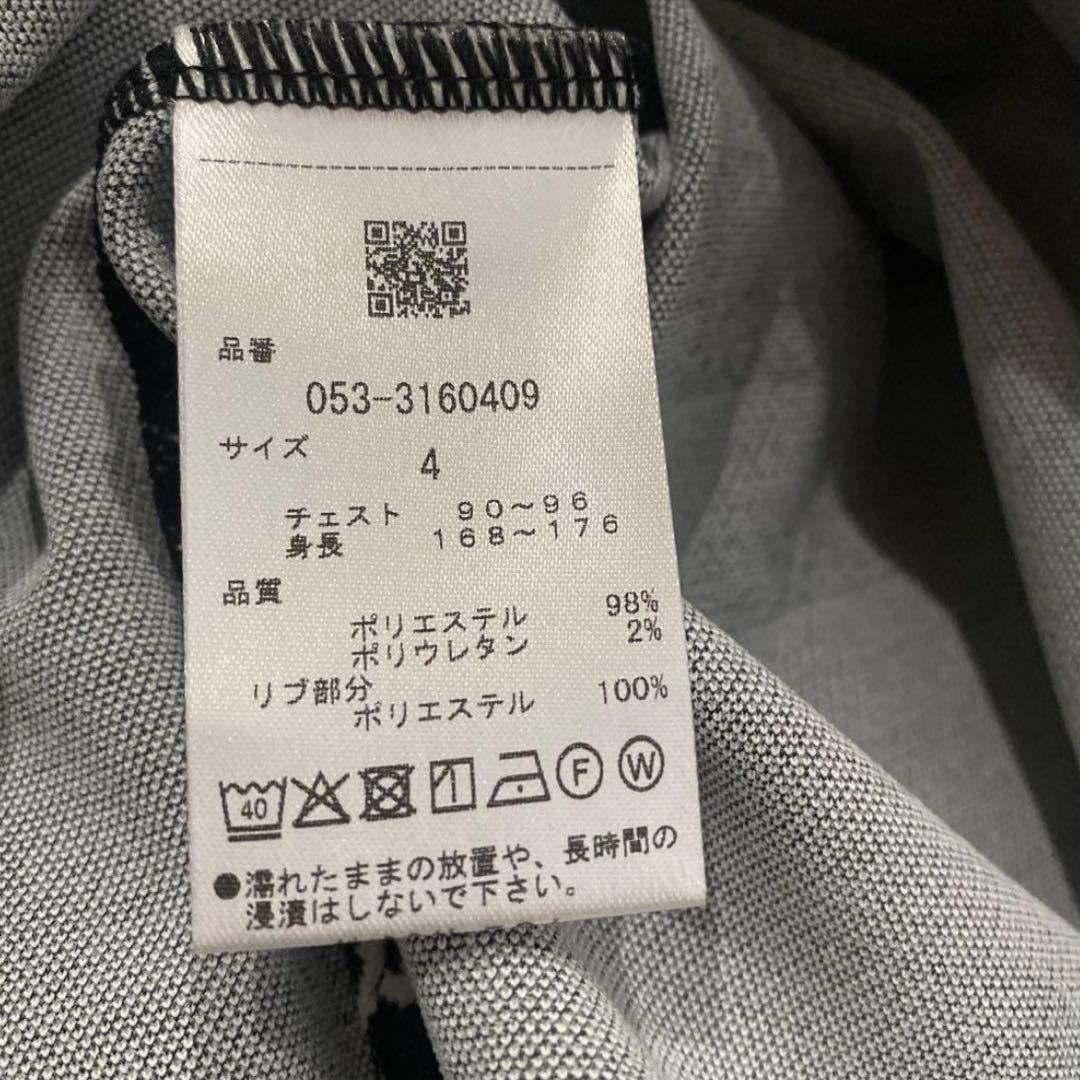 品番
053-3160409
サイズ
4
チェスト 90〜96
身長 168〜176
品質
ポリエステル 98%
ポリウレタン 2%
リブ部分
ポリエステル 100%
40 F W
●濡れたままの放置や、長時間の
浸漬はしないで下さい。